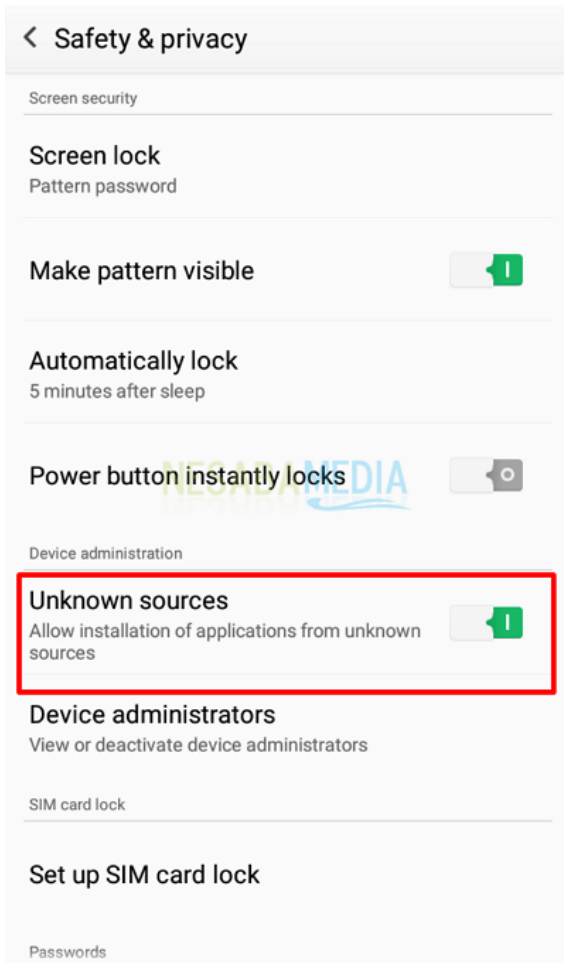 Safety & privacy
Screen security
Screen lock
Pattern password
Make pattern visible
Automatically lock
5 minutes after sleep
Power button instantly locks
NESABAMEDIA
Device administration
Unknown sources
Allow installation of applications from unknown
sources
Device administrators
View or deactivate device administrators
SIM card lock
Set up SIM card lock
Passwords